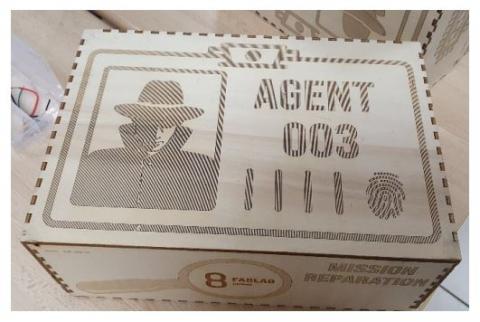 AGENT
003
8 FABLAB
MISSION
REPARATION